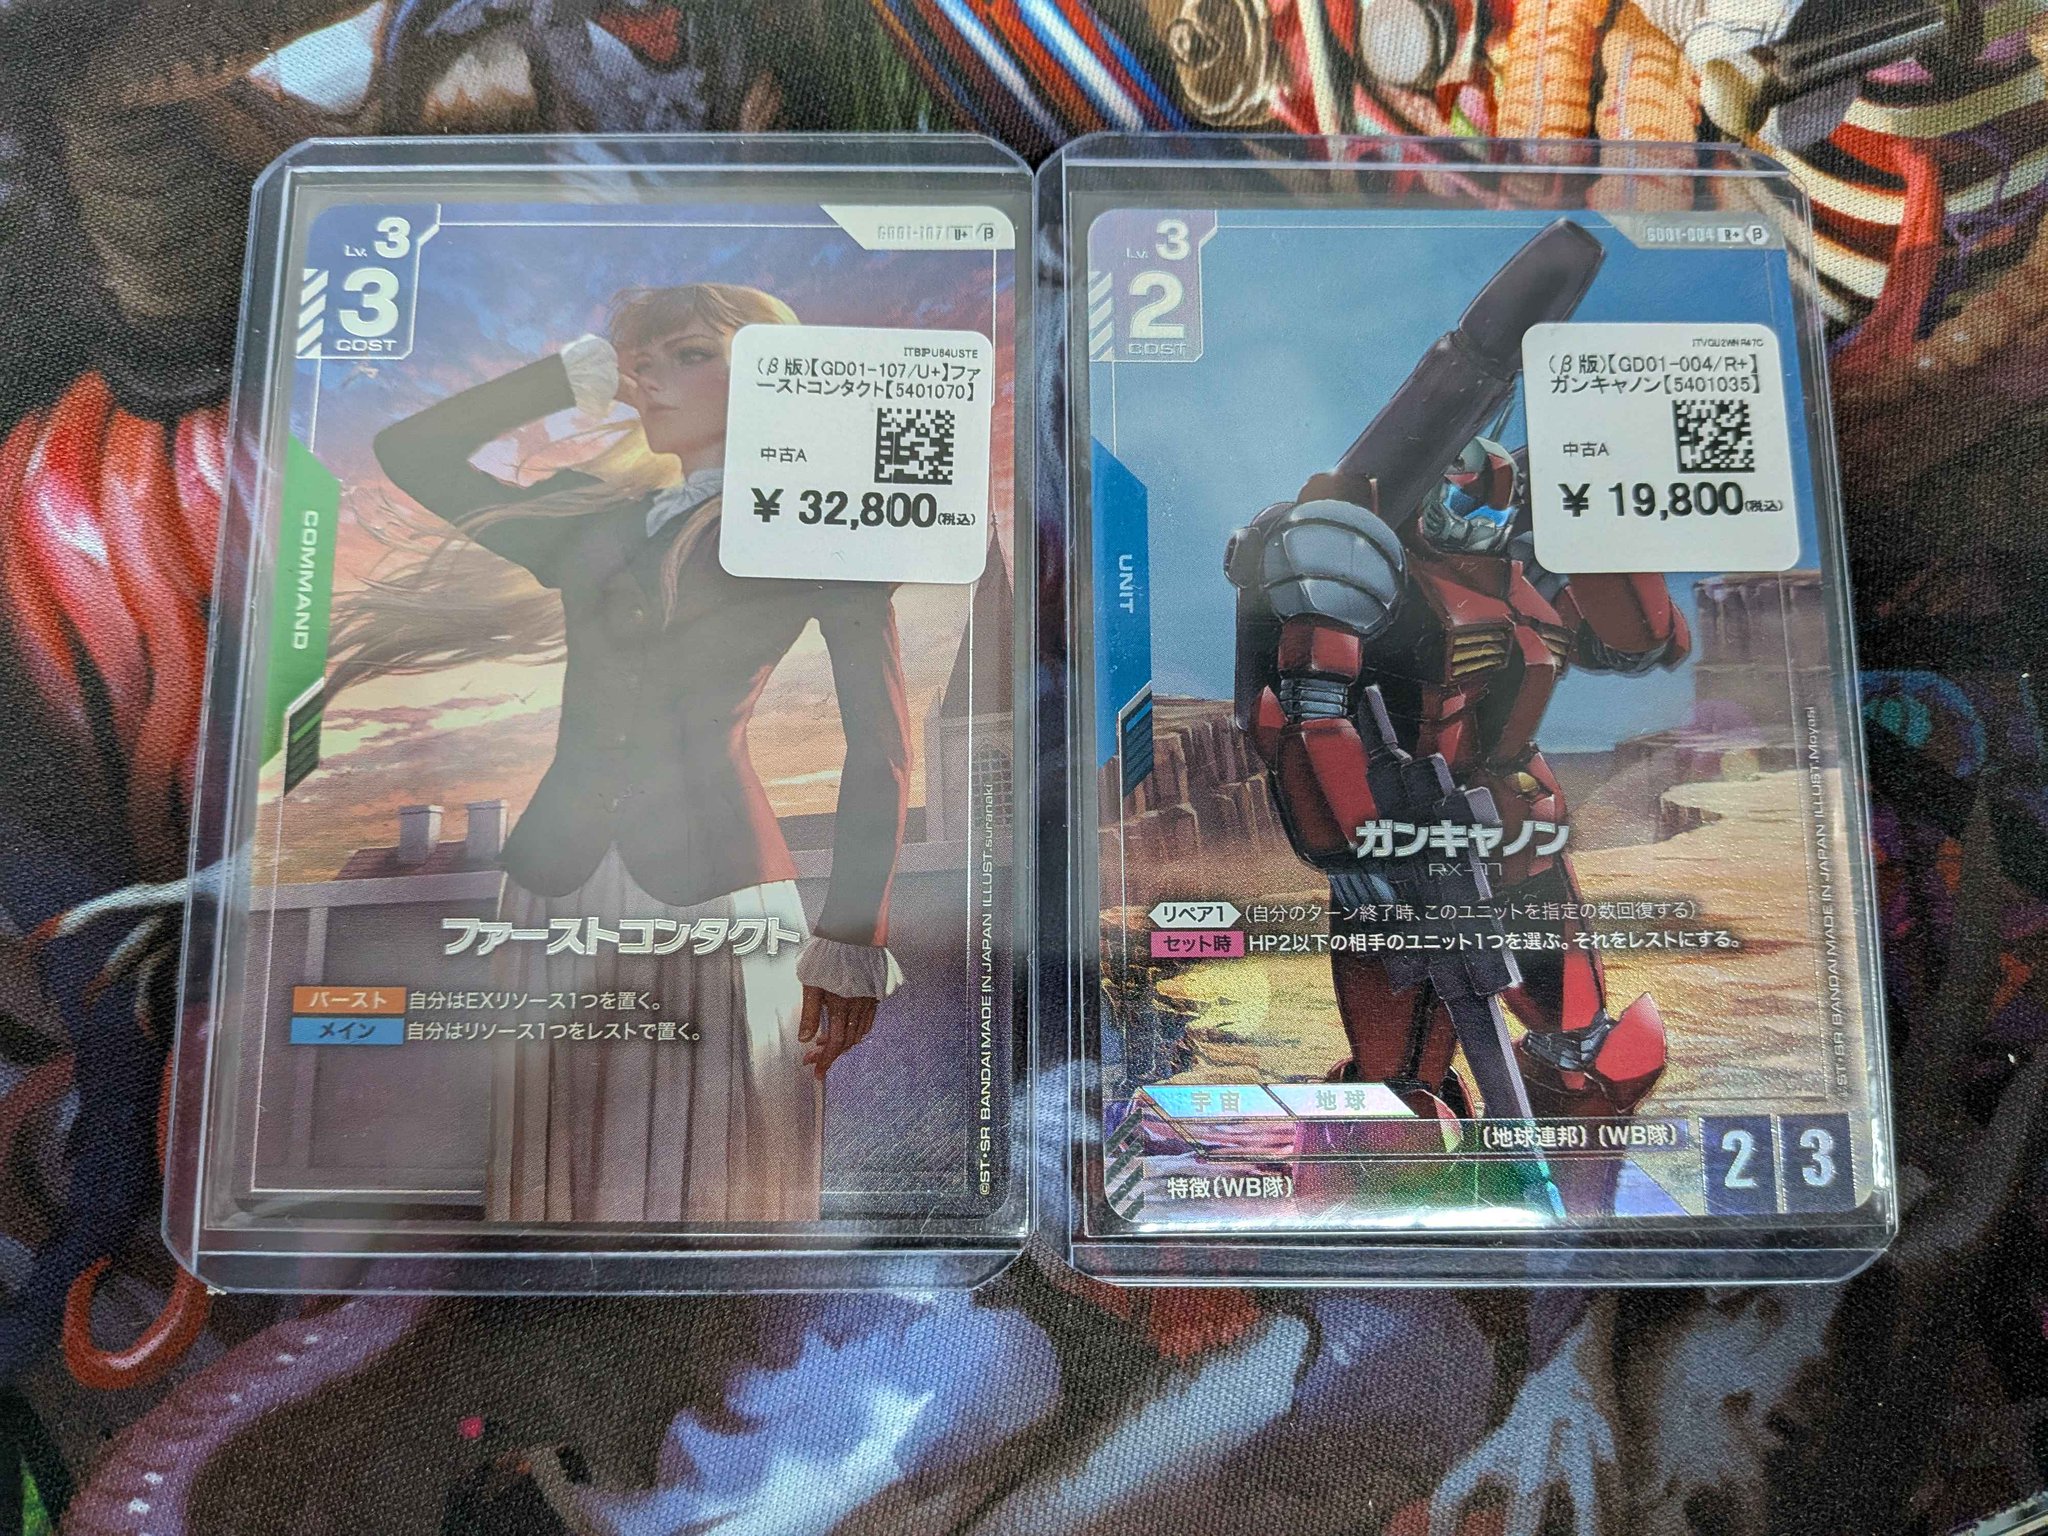 Lv. 3
3
COST
GD01-107 U+ β
ITBIPU84USTE
(β版)【GD01-107/U+】ファ
ーストコンタクト【5401070】
中古A
¥ 32,800(税込)
COMMAND
ファーストコンタクト
バースト 自分はEXリソース1つを置く。
メイン 自分はリソース1つをレストで置く。
©ST・SR BANDAI MADE IN JAPAN ILLUST.suranaki
Lv. 3
2
COST
GD01-004 R+ β
(β版)【GD01-004/R+】
ガンキャノン【5401035】
中古A
¥ 19,800(税込)
UNIT
ガンキャノン
RX-77
リペア1 (自分のターン終了時、このユニットを指定の数回復する)
セット時 HP2以下の相手のユニット1つを選ぶ。それをレストにする。
宇宙 地球
〔地球連邦〕〔WB隊〕
特徴〔WB隊〕
2 3
ST・SR BANDAI MADE IN JAPAN ILLUST.Moyasi